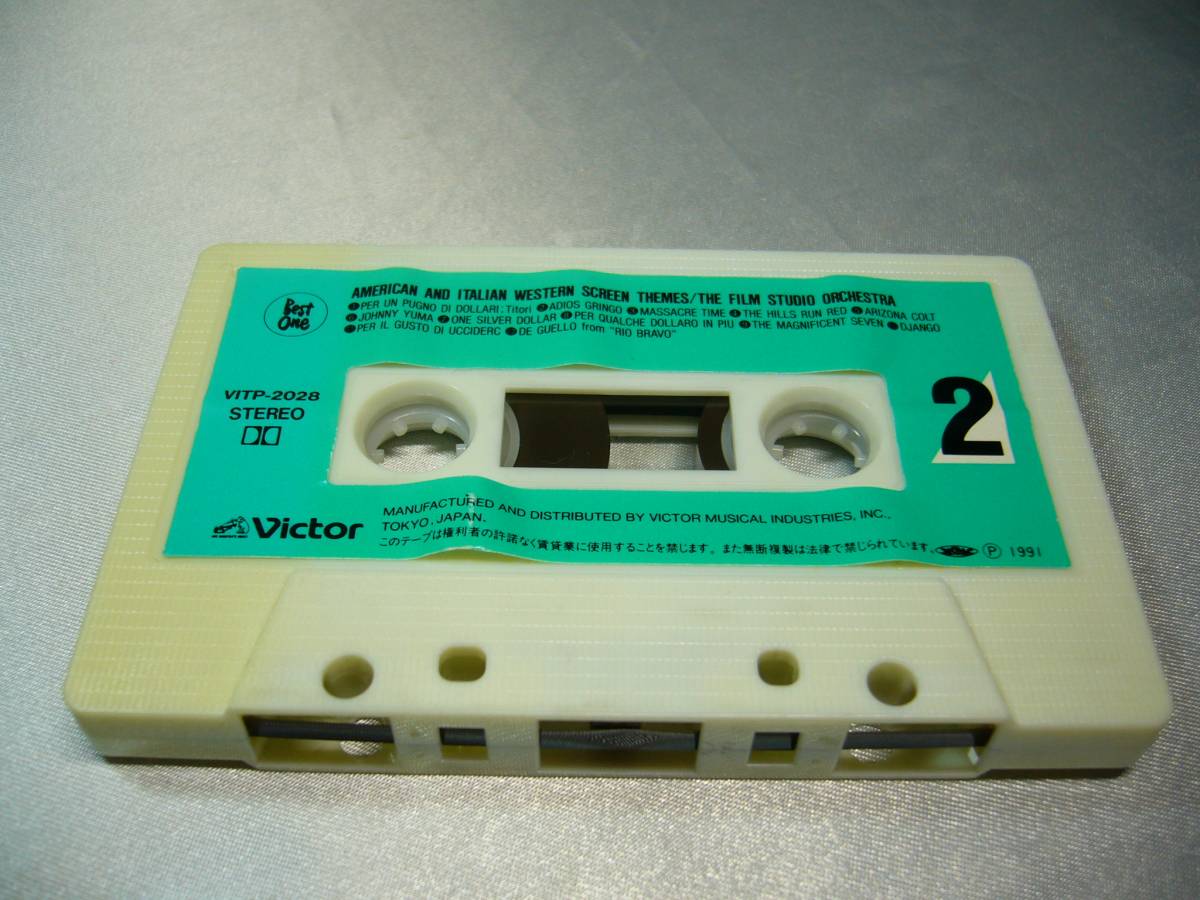 Best One
AMERICAN AND ITALIAN WESTERN SCREEN THEMES/THE FILM STUDIO ORCHESTRA
❶PER UN PUGNO DI DOLLARI: Titori ❷ADIOS GRINGO ❸MASSACRE TIME ❹THE HILLS RUN RED ❺ARIZONA COLT
❻JOHNNY YUMA ❼ONE SILVER DOLLAR ❽PER QUALCHE DOLLARO IN PIU ❾THE MAGNIFICENT SEVEN ❿DJANGO
PER IL GUSTO DI UCCIDERC DE GUELLO from "RIO BRAVO"
VITP-2028
STEREO
2
Victor
MANUFACTURED AND DISTRIBUTED BY VICTOR MUSICAL INDUSTRIES, INC.,
TOKYO, JAPAN.
このテープは権利者の許諾なく賃貸業に使用することを禁じます。また無断複製は法律で禁じられています。 Ⓟ 1991